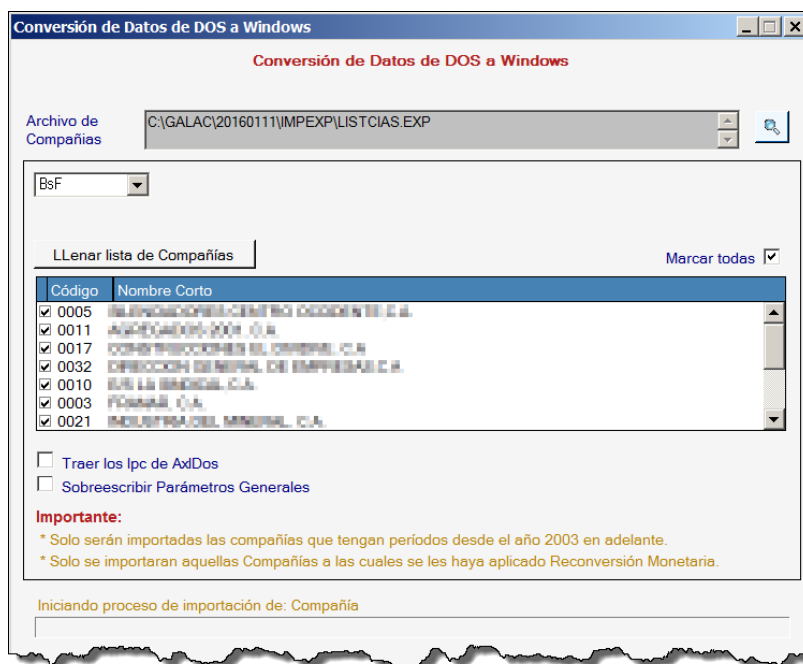 Conversión de Datos de DOS a Windows
Conversión de Datos de DOS a Windows
Archivo de Compañias
C:\GALAC\20160111\IMPEXP\LISTCIAS.EXP
BsF
LLenar lista de Compañías
Marcar todas
Código Nombre Corto
0005
0011
0017
0032
0010
0003
0021
Traer los Ipc de AxIDos
Sobreescribir Parámetros Generales
Importante:
* Solo serán importadas las compañías que tengan períodos desde el año 2003 en adelante.
* Solo se importaran aquellas Compañías a las cuales se les haya aplicado Reconversión Monetaria.
Iniciando proceso de importación de: Compañía